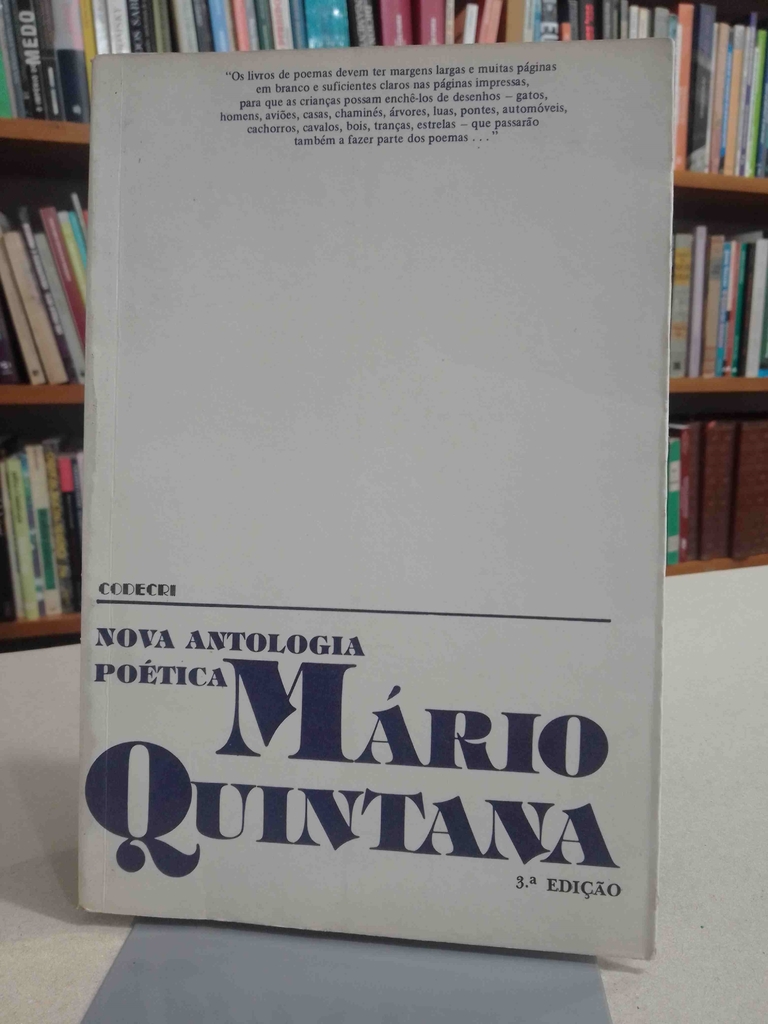 MEDO
"Os livros de poemas devem ter margens largas e muitas páginas
em branco e suficientes claros nas páginas impressas,
para que as crianças possam enchê-los de desenhos – gatos,
homens, aviões, casas, chaminés, árvores, luas, pontes, automóveis,
cachorros, cavalos, bois, tranças, estrelas – que passarão
também a fazer parte dos poemas . . ."
CODECRI
NOVA ANTOLOGIA
POÉTICA
MÁRIO
QUINTANA
3.ª EDIÇÃO